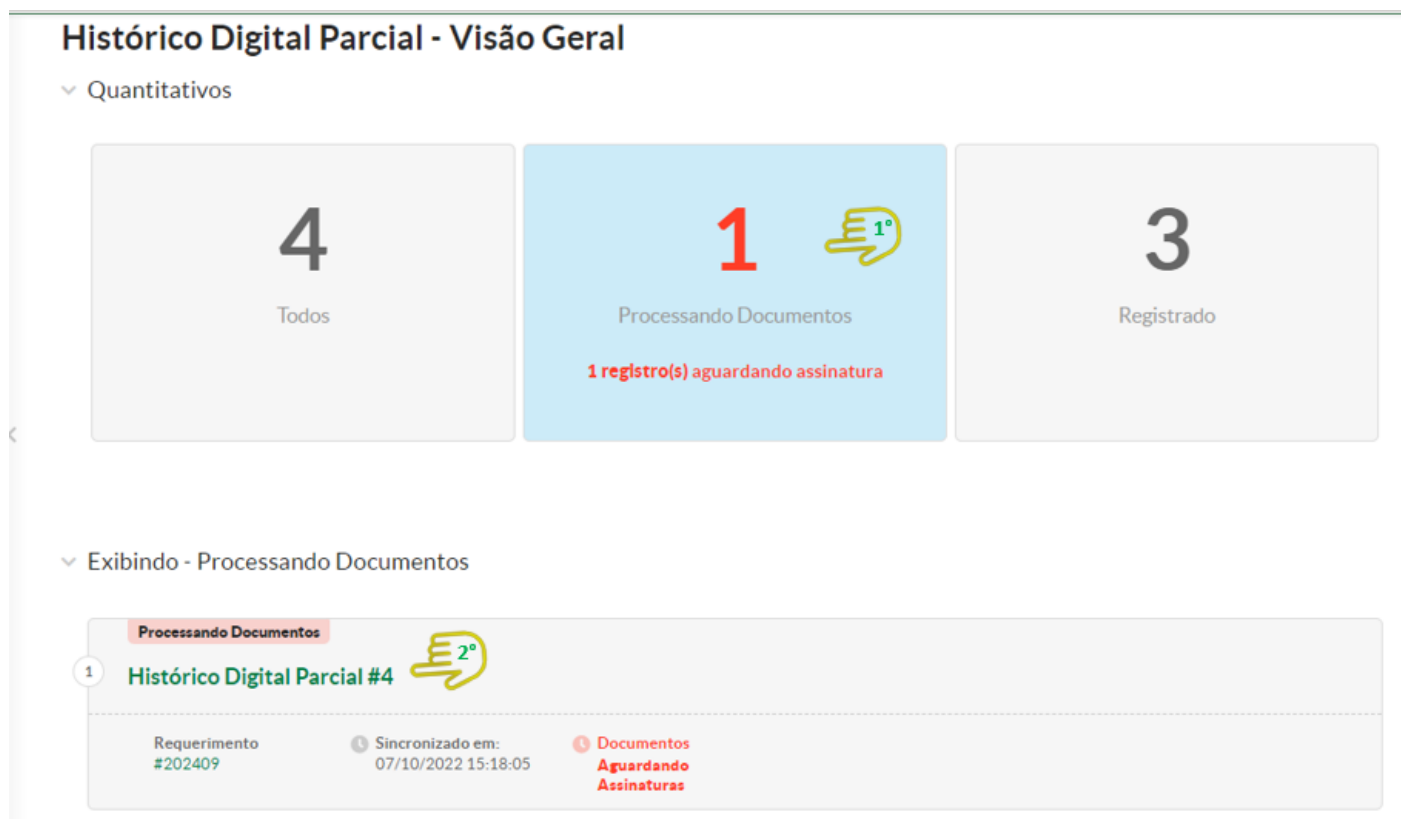 Histórico Digital Parcial - Visão Geral
Quantitativos
4
Todos
1
1º
Processando Documentos
1 registro(s) aguardando assinatura
3
Registrado
Exibindo - Processando Documentos
Processando Documentos
1
Histórico Digital Parcial #4
2º
Requerimento
#202409
Sincronizado em:
07/10/2022 15:18:05
Documentos
Aguardando
Assinaturas